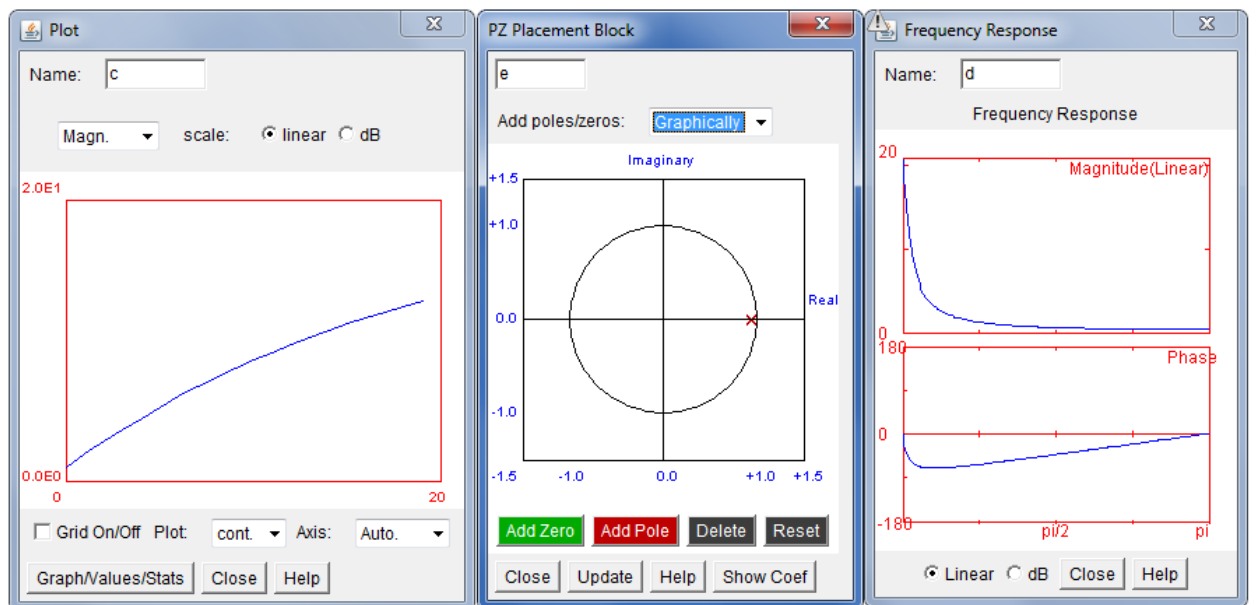 Plot
Name: c
Magn. scale: linear dB
2.0E1
0.0E0
0 20
Grid On/Off Plot: cont. Axis: Auto.
Graph/Values/Stats Close Help
PZ Placement Block
e
Add poles/zeros: Graphically
Imaginary
+1.5
+1.0
Real
0.0
-1.0
-1.5 -1.0 0.0 +1.0 +1.5
Add Zero Add Pole Delete Reset
Close Update Help Show Coef
Frequency Response
Name: d
Frequency Response
20
Magnitude(Linear)
0
180
Phase
0
-180
pi/2 pi
Linear dB Close Help